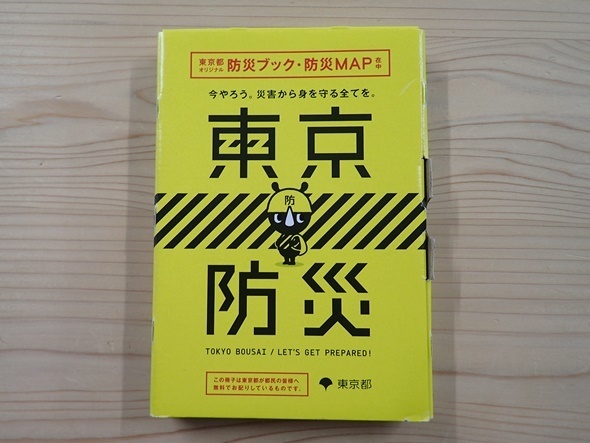 東京都
オリジナル
防災ブック・防災MAP
在中
今やろう。災害から身を守る全てを。
東京
防
防災
TOKYO BOUSAI / LET'S GET PREPARED!
この冊子は東京都が都民の皆様へ
無料でお配りしているものです。
東京都